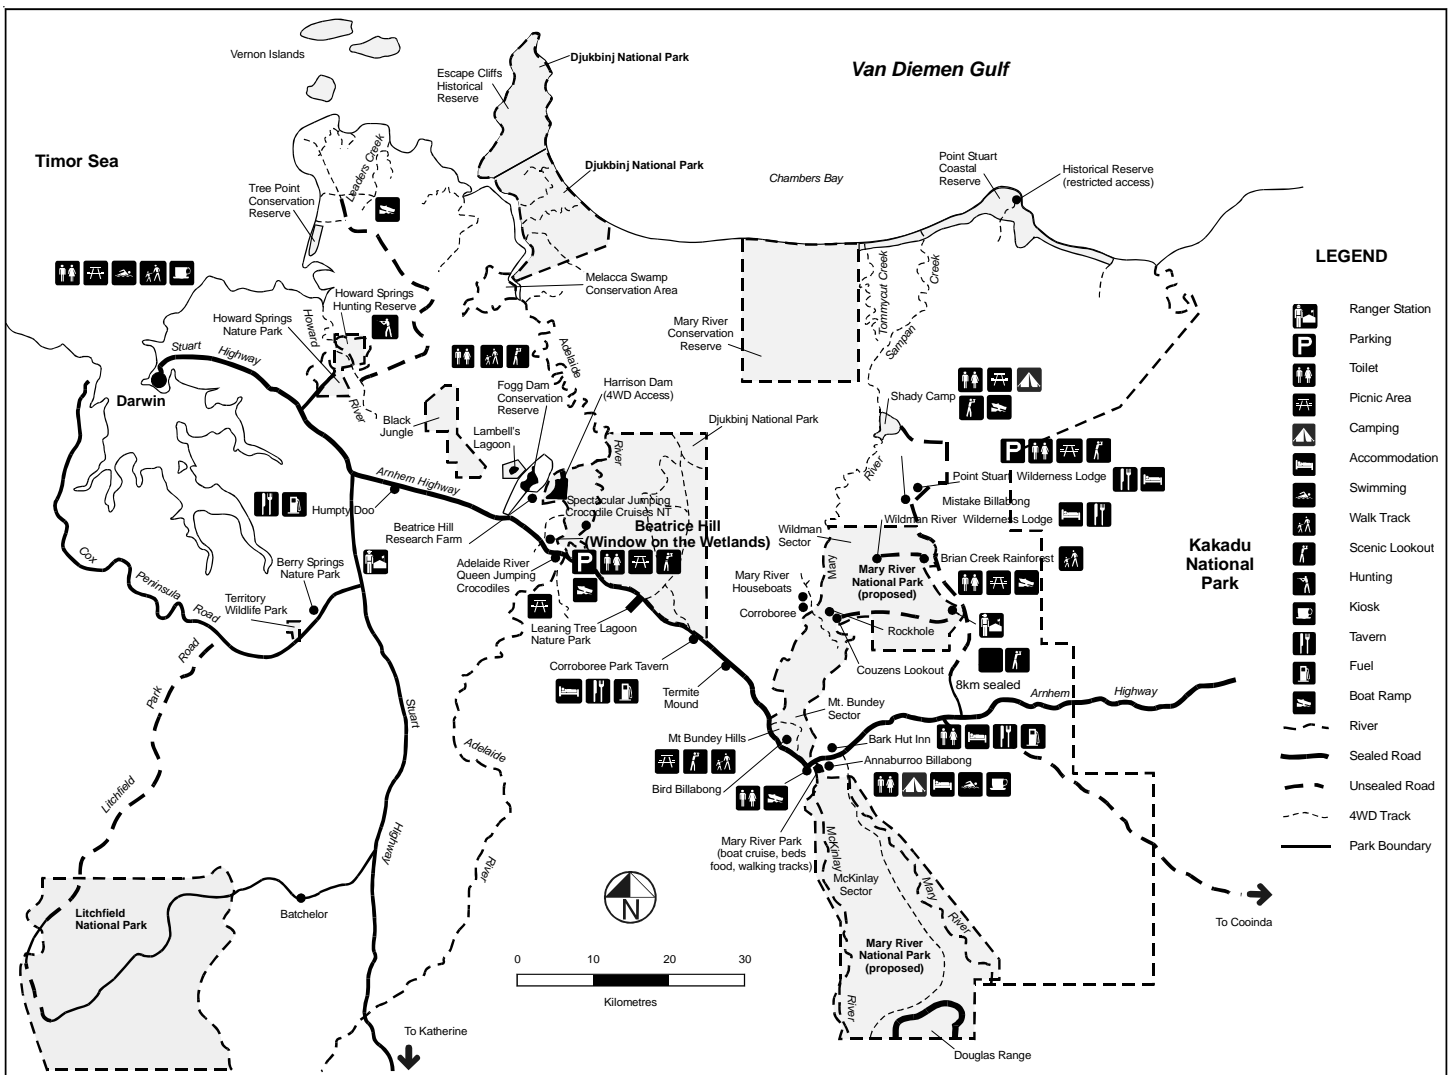 Vernon Islands
Djukbinj National Park
Van Diemen Gulf
Escape Cliffs
Historical
Reserve
Timor Sea
Leaders Creek
Djukbinj National Park
Chambers Bay
Point Stuart
Coastal
Reserve
Historical Reserve
(restricted access)
Tree Point
Conservation
Reserve
Melacca Swamp
Conservation Area
Howard Springs
Hunting Reserve
Howard Springs
Nature Park
Howard
River
Stuart
Highway
Darwin
Mary River
Conservation
Reserve
Tommycut Creek
Sampan
Creek
Adelaide
River
Fogg Dam
Conservation
Reserve
Harrison Dam
(4WD Access)
Black
Jungle
Lambell's
Lagoon
Djukbinj National Park
Shady Camp
River
Arnhem Highway
Humpty Doo
Beatrice Hill
Research Farm
Spectacular Jumping
Crocodile Cruises NT
Beatrice Hill
(Window on the Wetlands)
Point Stuart Wilderness Lodge
Mistake Billabong
Wildman River Wilderness Lodge
Wildman
Sector
Brian Creek Rainforest
Kakadu
National
Park
Mary
Mary River
National Park
(proposed)
Mary River
Houseboats
Corroboree
Rockhole
Couzens Lookout
8km sealed
Cox
Peninsula
Road
Berry Springs
Nature Park
Territory
Wildlife Park
Adelaide River
Queen Jumping
Crocodiles
Leaning Tree Lagoon
Nature Park
Corroboree Park Tavern
Termite
Mound
Mt. Bundey
Sector
Arnhem
Highway
Mt Bundey Hills
Bark Hut Inn
Annaburroo Billabong
Bird Billabong
Mary River Park
(boat cruise, beds
food, walking tracks)
Litchfield
Park
Road
Stuart
Highway
Adelaide
River
McKinlay
McKinlay
Sector
Mary
River
Mary River
National Park
(proposed)
River
Douglas Range
Litchfield
National Park
Batchelor
N
0 10 20 30
Kilometres
To Katherine
To Cooinda
LEGEND
Ranger Station
P Parking
Toilet
Picnic Area
Camping
Accommodation
Swimming
Walk Track
Scenic Lookout
Hunting
Kiosk
Tavern
Fuel
Boat Ramp
River
Sealed Road
Unsealed Road
4WD Track
Park Boundary
P
P